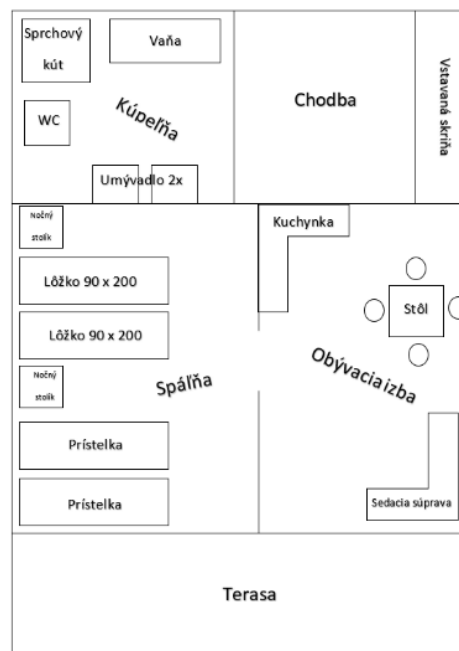 Sprchový
kút
Vaňa
WC
Kúpeľňa
Umývadlo 2x
Chodba
Vstavaná skriňa
Nočný
stolík
Lôžko 90 x 200
Lôžko 90 x 200
Nočný
stolík
Spáľňa
Prístelka
Prístelka
Kuchynka
Stôl
Obývacia izba
Sedacia súprava
Terasa